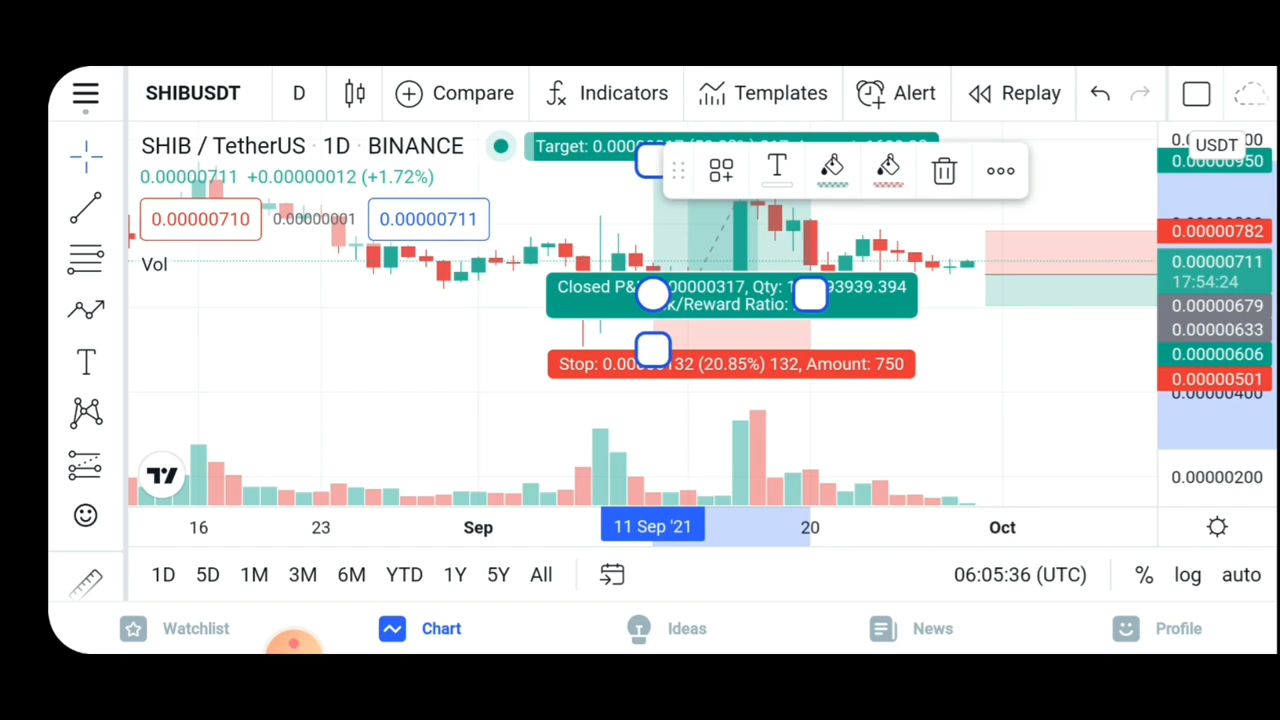 SHIBUSDT D Compare Indicators Templates Alert Replay
SHIB / TetherUS · 1D · BINANCE
0.00000711 +0.00000012 (+1.72%)
0.00000710 0.00000001 0.00000711
Vol
Target: 0.000
T
Closed P& 00000317, Qty: 93939.394
k/Reward Ratio:
Stop: 0.000 132 (20.85%) 132, Amount: 750
USDT
0.00000950
0.00000782
0.00000711
17:54:24
0.00000679
0.00000633
0.00000606
0.00000501
0.00000400
0.00000200
16 23 Sep 11 Sep '21 20 Oct
1D 5D 1M 3M 6M YTD 1Y 5Y All 06:05:36 (UTC) % log auto
Watchlist Chart Ideas News Profile